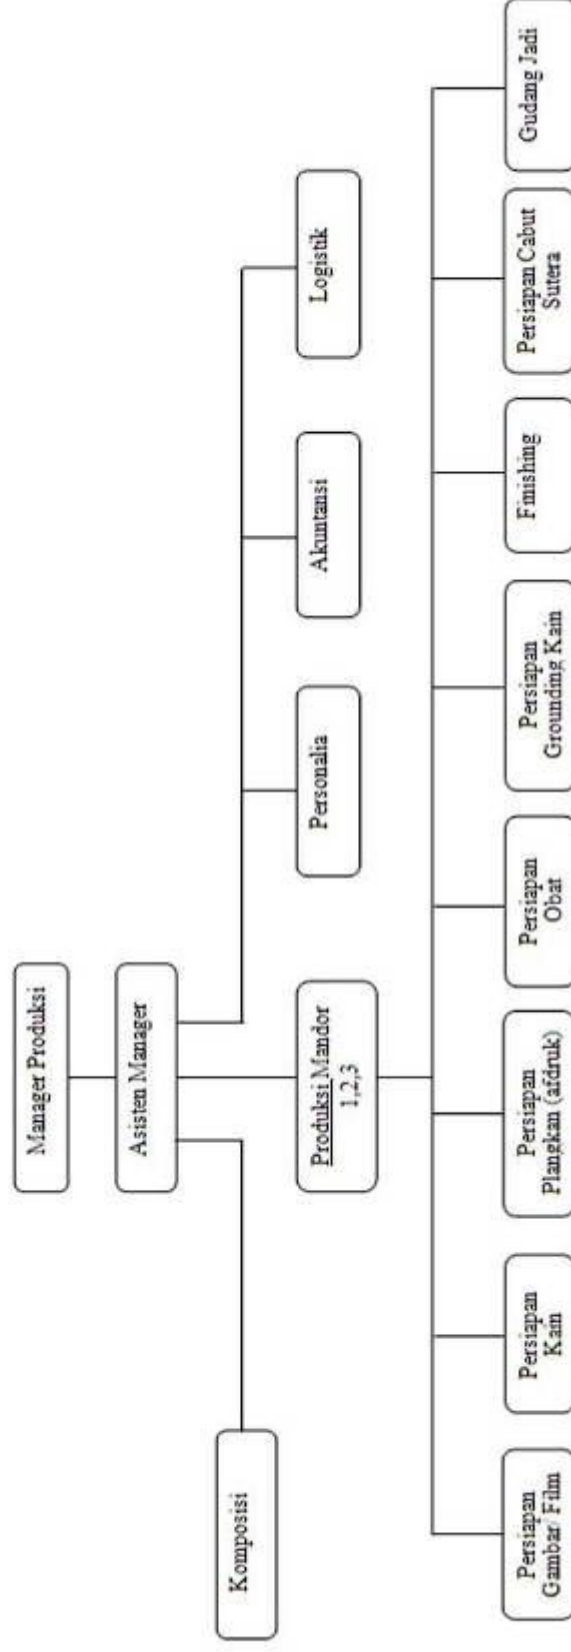 Manager Produksi
Asisten Manager
Komposisi
Produksi Mandor
1,2,3
Personalia
Akuntansi
Logistik
Persiapan
Gambar/ Film
Persiapan
Kain
Persiapan
Plangkan (afdruk)
Persiapan
Obat
Persiapan
Grounding Kain
Finishing
Persiapan Cabut
Sutera
Gudang Jadi